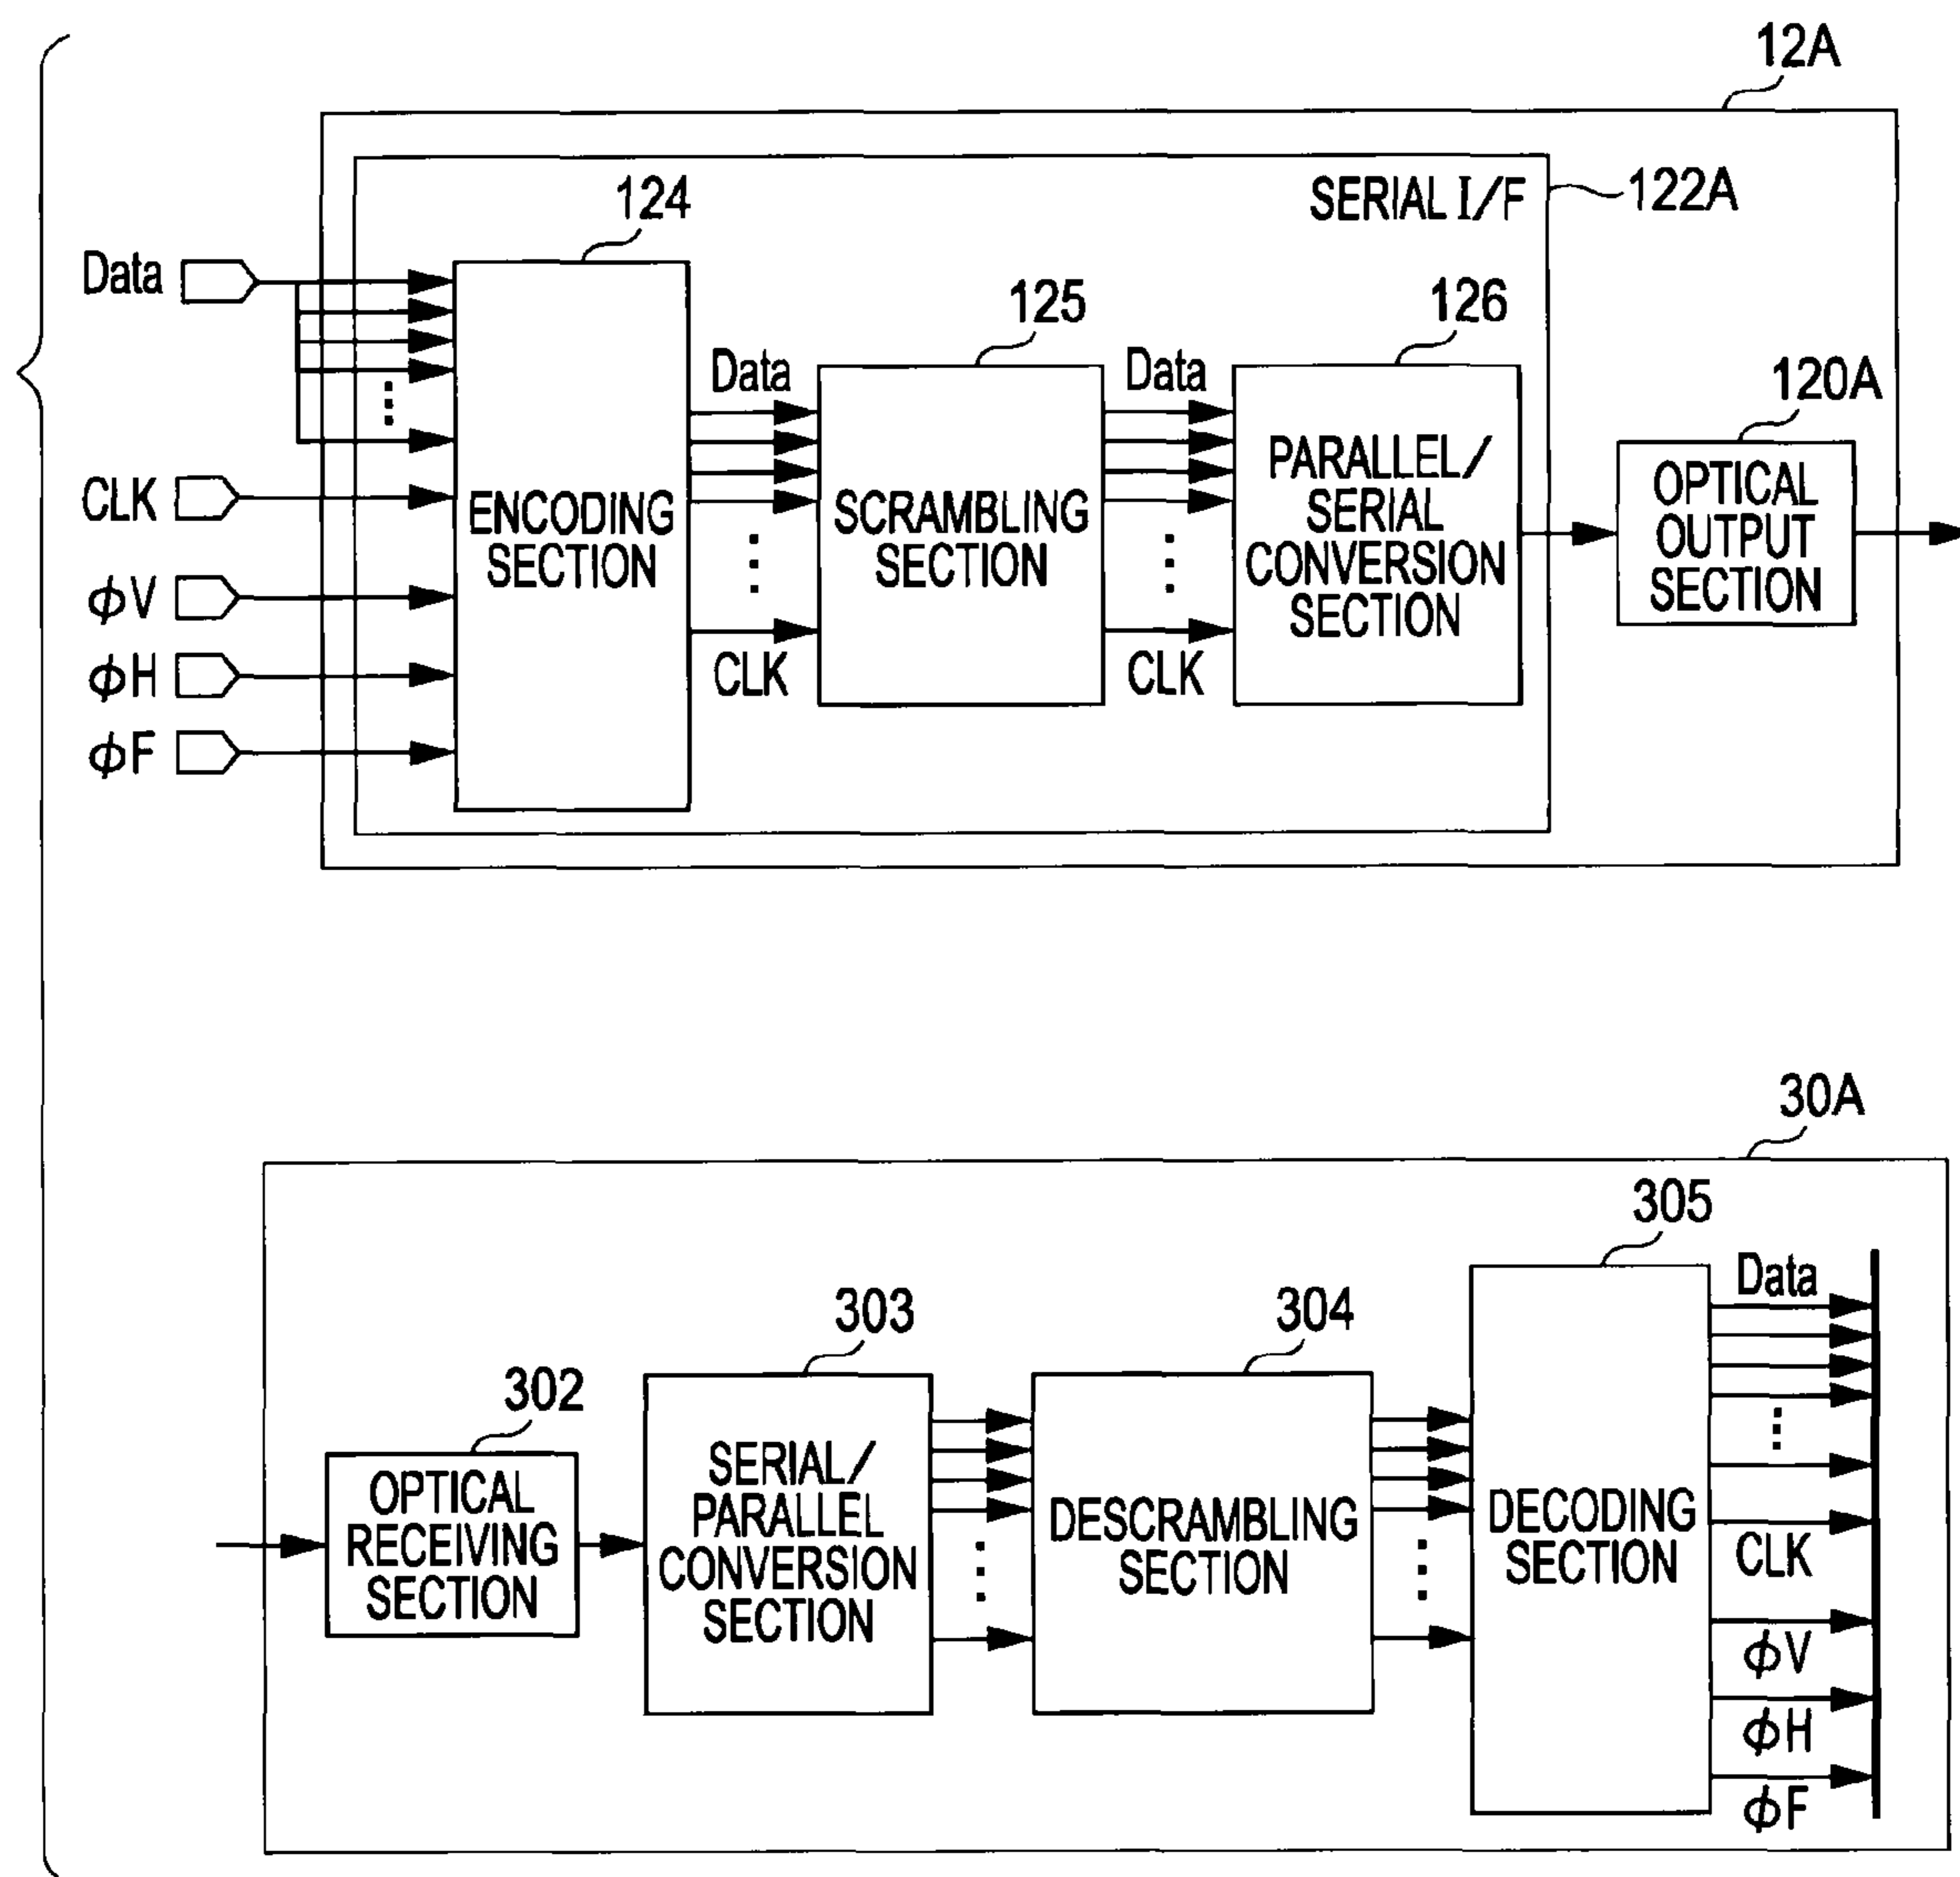 12A
SERIAL I/F
122A
124
Data
125
126
Data
Data
120A
CLK
ENCODING
SECTION
SCRAMBLING
SECTION
PARALLEL/
SERIAL
CONVERSION
SECTION
OPTICAL
OUTPUT
SECTION
ϕV
CLK
CLK
ϕH
ϕF
30A
305
Data
303
304
302
OPTICAL
RECEIVING
SECTION
SERIAL/
PARALLEL
CONVERSION
SECTION
DESCRAMBLING
SECTION
DECODING
SECTION
CLK
ϕV
ϕH
ϕF